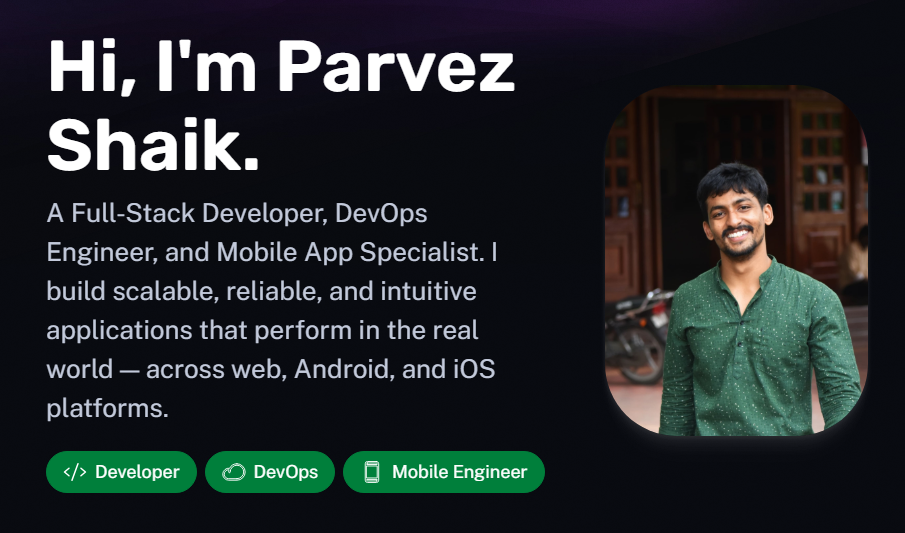 Hi, I'm Parvez
Shaik.
A Full-Stack Developer, DevOps
Engineer, and Mobile App Specialist. I
build scalable, reliable, and intuitive
applications that perform in the real
world — across web, Android, and iOS
platforms.
Developer
DevOps
Mobile Engineer